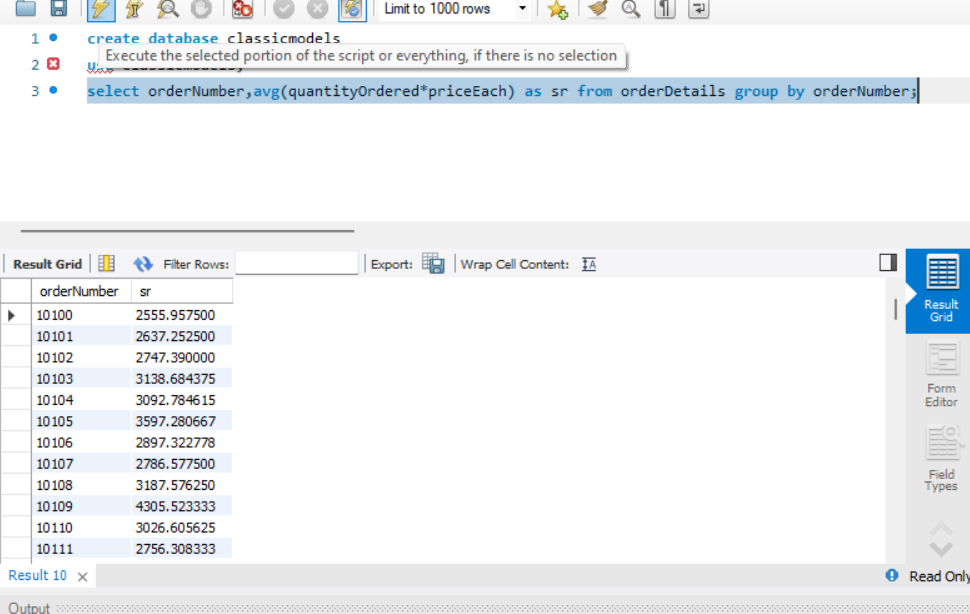 Limit to 1000 rows
1 create database classicmodels
Execute the selected portion of the script or everything, if there is no selection
2
3 select orderNumber,avg(quantityOrdered*priceEach) as sr from orderDetails group by orderNumber;
Result Grid Filter Rows: Export: Wrap Cell Content: IA
orderNumber sr
10100 2555.957500
10101 2637.252500
10102 2747.390000
10103 3138.684375
10104 3092.784615
10105 3597.280667
10106 2897.322778
10107 2786.577500
10108 3187.576250
10109 4305.523333
10110 3026.605625
10111 2756.308333
Result
Grid
Form
Editor
Field
Types
Result 10
Read Only
Output